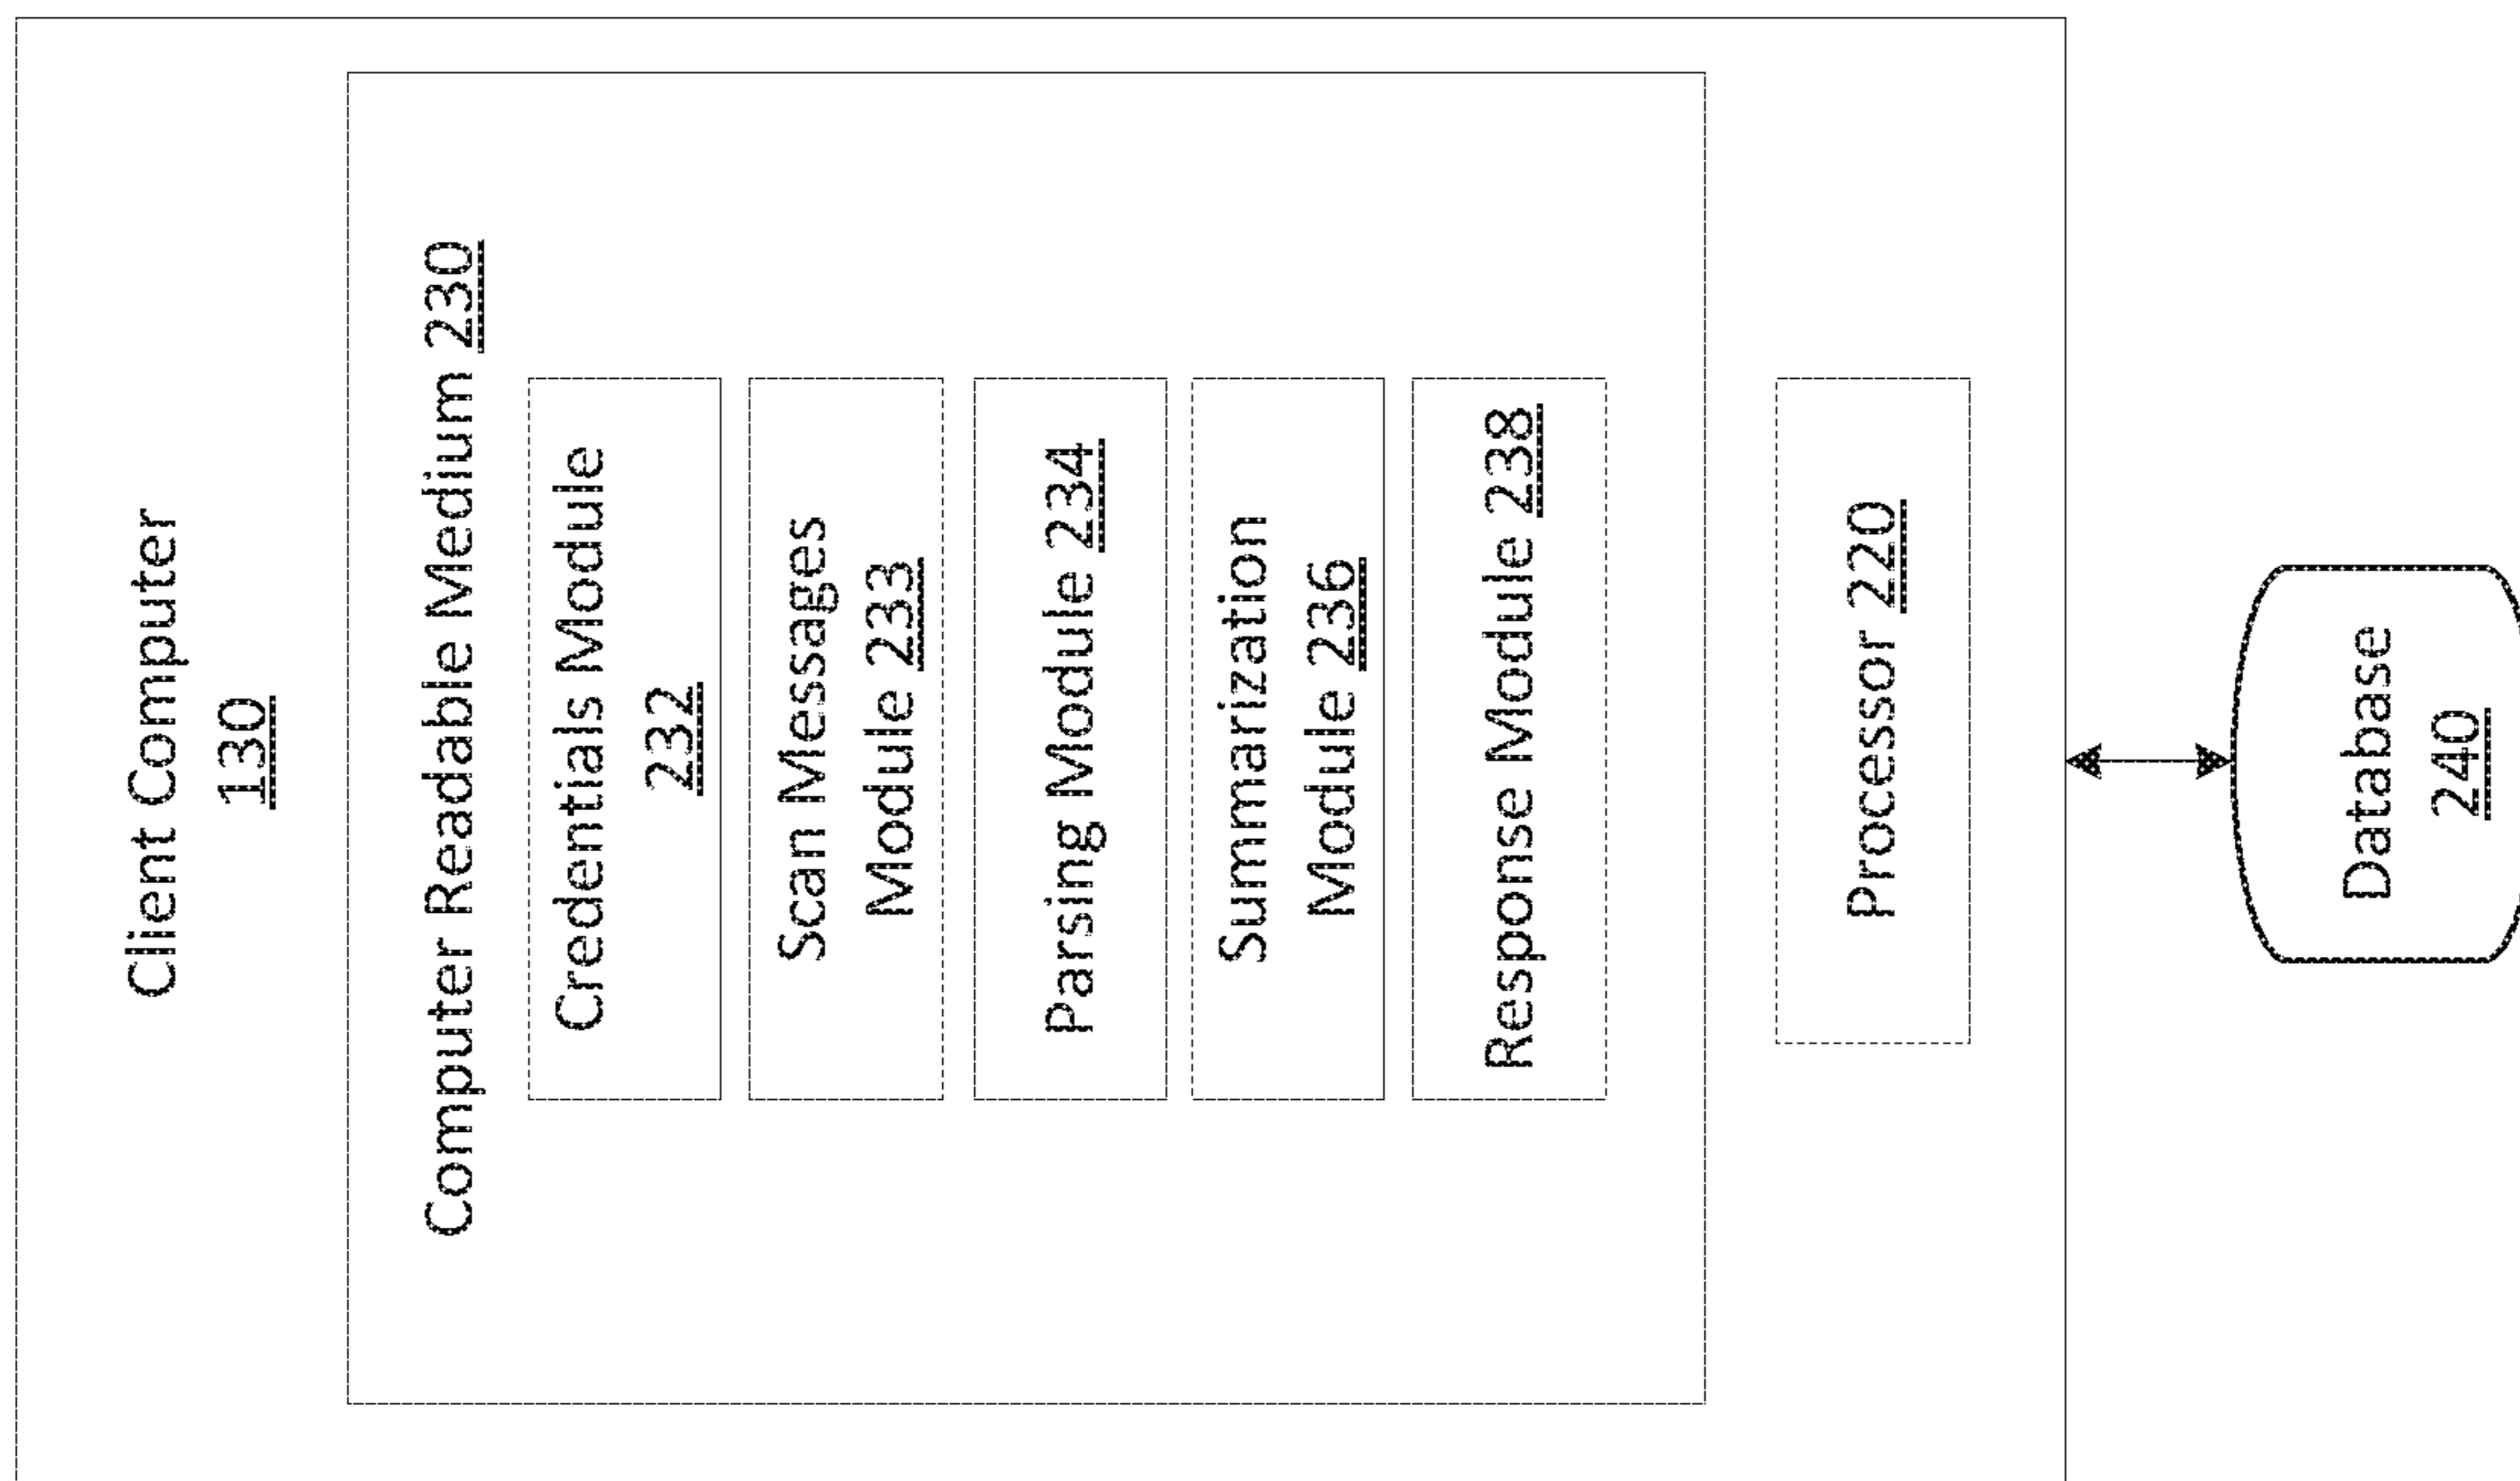 Client Computer
130
Computer Readable Medium 230
Credentials Module
232
Scan Messages
Module 233
Parsing Module 234
Summarization
Module 236
Response Module 238
Processor 220
Database
240